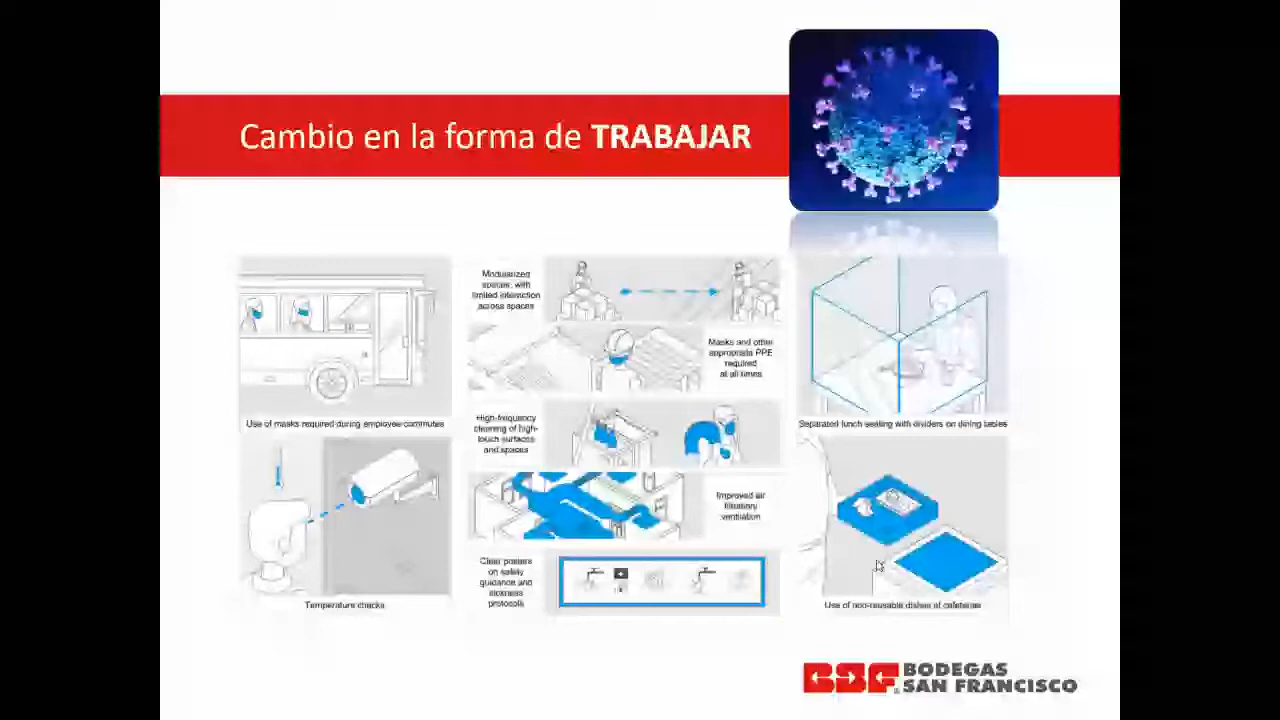 Cambio en la forma de TRABAJAR
Modularized
spaces, with
limited interaction
across spaces
Masks and other
appropriate PPE
required
at all times
Use of masks required during employee commutes
High-frequency
cleaning of high-
touch surfaces
and spaces
Separated lunch seating with dividers on dining tables
Improved air
filtration/
ventilation
Clear posters
on safety
guidance and
sickness
protocols
Temperature checks
Use of non-reusable dishes at cafeterias
BSF BODEGAS
SAN FRANCISCO